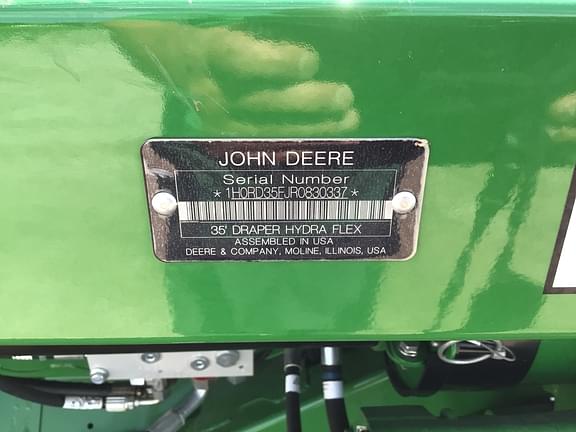 JOHN DEERE
Serial Number
* 1H0RD35FJR0830337 *
35' DRAPER HYDRA FLEX
ASSEMBLED IN USA
DEERE & COMPANY, MOLINE, ILLINOIS, USA